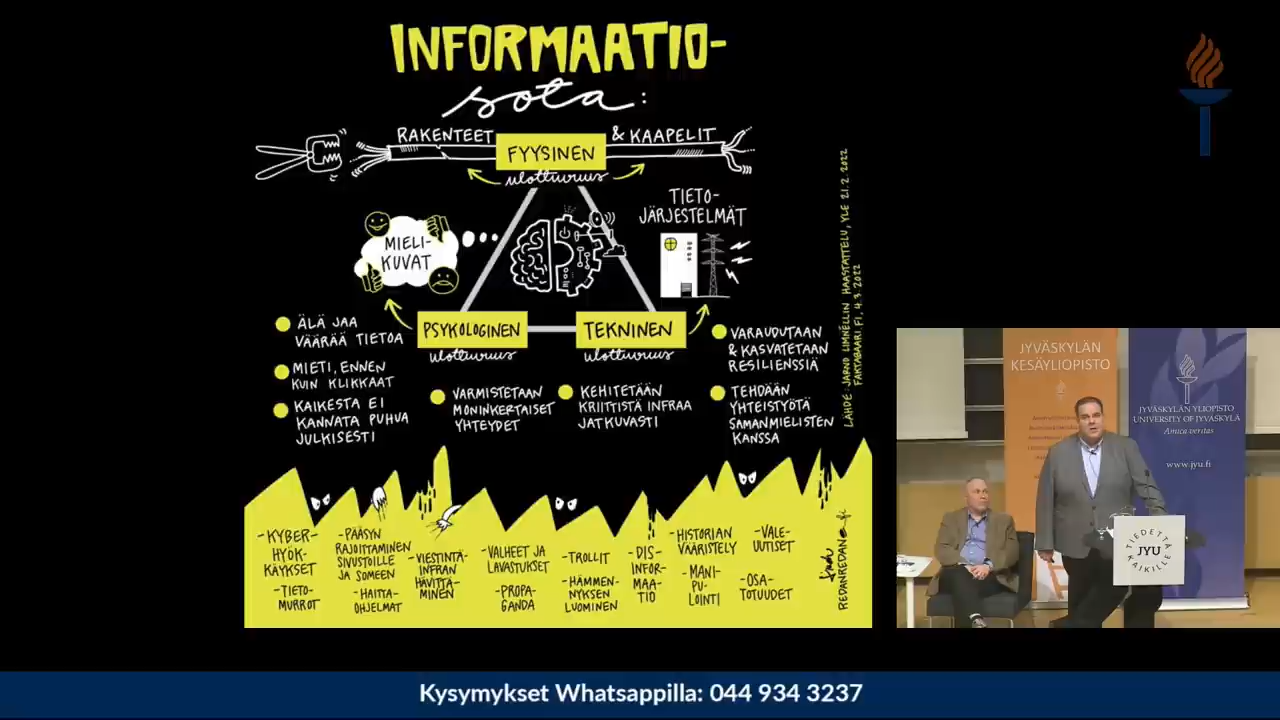 INFORMAATIO-
sota:
RAKENTEET
& KAAPELIT
FYYSINEN
ulottuvuus
TIETO-
JÄRJESTELMÄT
MIELI-
KUVAT
PSYKOLOGINEN
ulottuvuus
TEKNINEN
ulottuvuus
ÄLÄ JAA
VÄÄRÄÄ TIETOA
MIETI, ENNEN
KUIN KLIKKAAT
KAIKESTA EI
KANNATA PUHUA
JULKISESTI
VARMISTETAAN
MONINKERTAISET
YHTEYDET
KEHITETÄÄN
KRIITTISTÄ INFRAA
JATKUVASTI
VARAUDUTAAN
& KASVATETAAN
RESILIENSSIÄ
TEHDÄÄN
YHTEISTYÖTÄ
SAMANMIELISTEN
KANSSA
LÄHDE: JARNO LIMNÉLLIN HAASTATTELU, YLE 21.2.2022
FAKTABAARI.FI, 4.3.2022
-KYBER-
HYÖK-
KÄYKSET
-TIETO-
MURROT
-PÄÄSYN
RAJOITTAMINEN
SIVUSTOILLE
JA SOMEEN
-HAITTA-
OHJELMAT
-VIESTINTÄ-
INFRAN
HÄVITTÄ-
MINEN
-VALHEET JA
LAVASTUKSET
-PROPA-
GANDA
-TROLLIT
-HÄMMEN-
NYKSEN
LUOMINEN
-DIS-
INFOR-
MAA-
TIO
-HISTORIAN
VÄÄRISTELY
-MANI-
PU-
LOINTI
-VALE-
UUTISET
-OSA-
TOTUUDET
REDANREDAN.fi
JYVÄSKYLÄN
KESÄYLIOPISTO
JYVÄSKYLÄN YLIOPISTO
UNIVERSITY OF JYVÄSKYLÄ
Amica veritas
www.jyu.fi
TIEDETTÄ
JYU
KAIKILLE
Kysymykset Whatsappilla: 044 934 3237